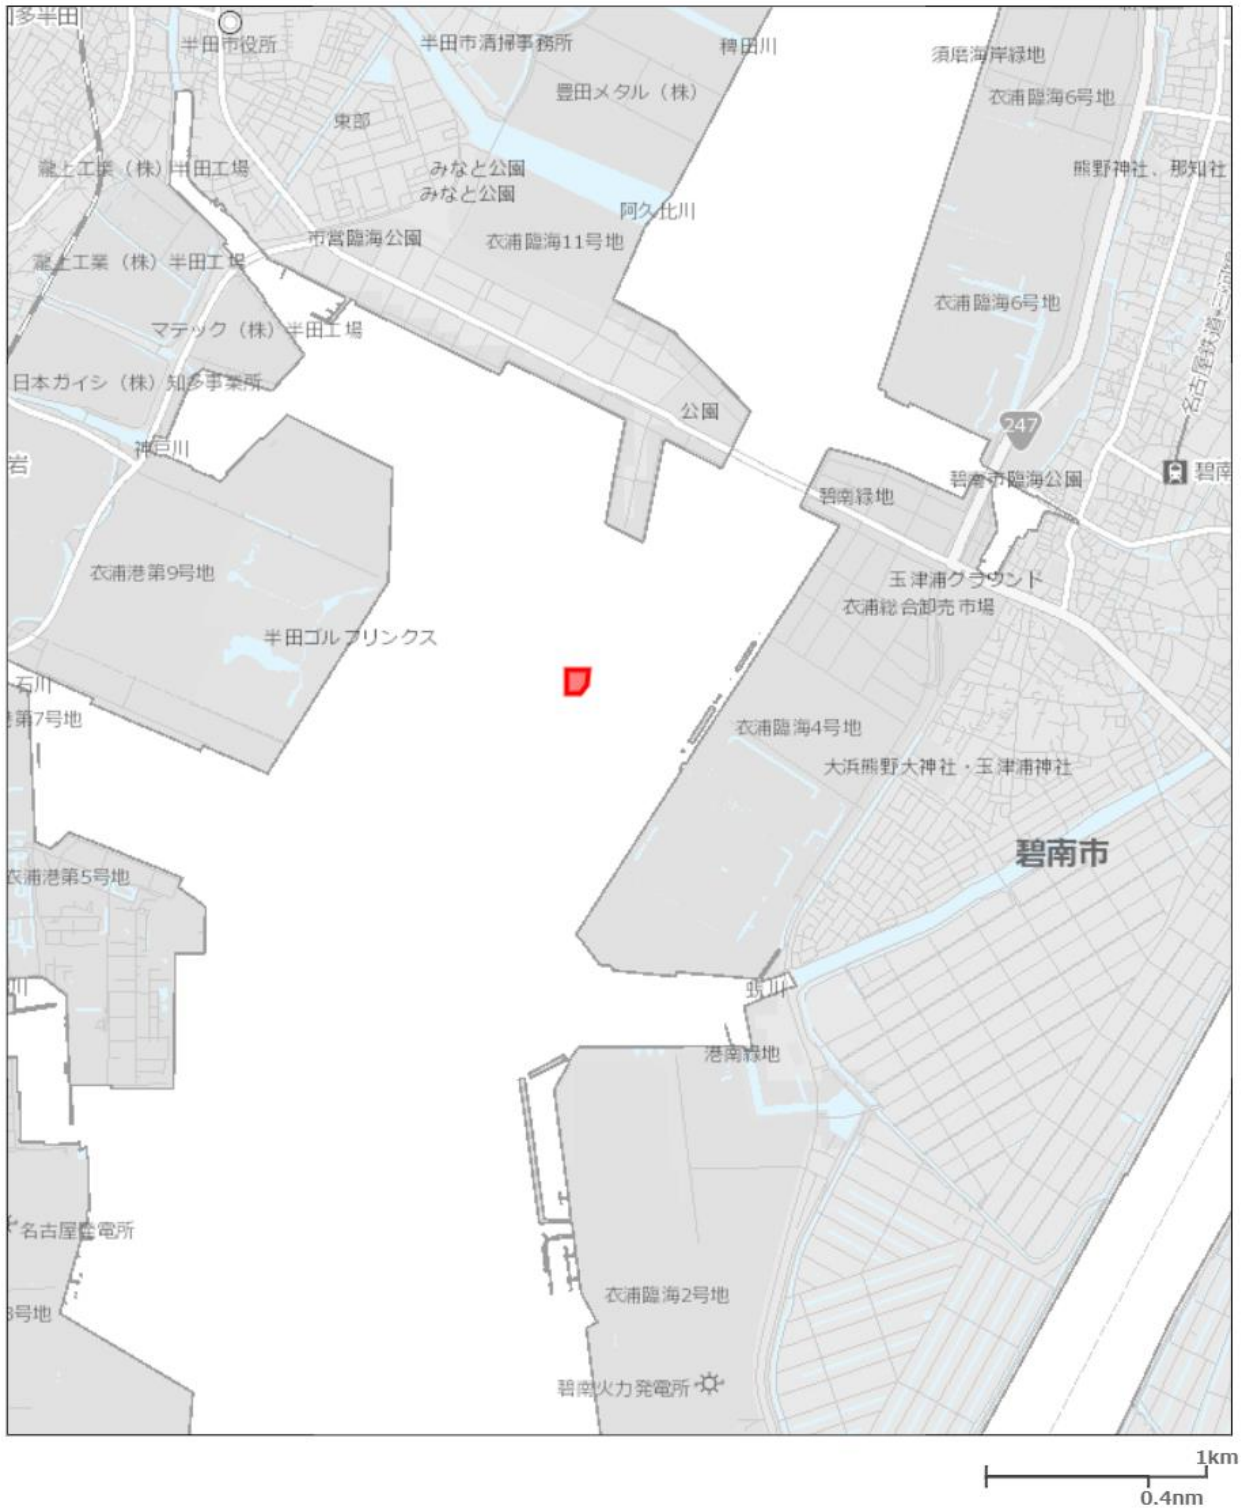 多半田
半田市役所
半田市清掃事務所
稗田川
須磨海岸緑地
豊田メタル（株）
衣浦臨海6号地
東部
瀧上工業（株）半田工場
みなと公園
みなと公園
熊野神社、那知社
阿久比川
市営臨海公園
衣浦臨海11号地
瀧上工業（株）半田工場
衣浦臨海6号地
マテック（株）半田工場
日本ガイシ（株）知多事業所
公園
247
神戸川
岩
碧南緑地
碧南市臨海公園
碧南
衣浦港第9号地
玉津浦グラウンド
衣浦総合卸売市場
半田ゴルフリンクス
石川
第7号地
衣浦臨海4号地
大浜熊野大神社・玉津浦神社
碧南市
衣浦港第5号地
川
蜆川
港南緑地
名古屋発電所
衣浦臨海2号地
3号地
碧南火力発電所
1km
0.4nm